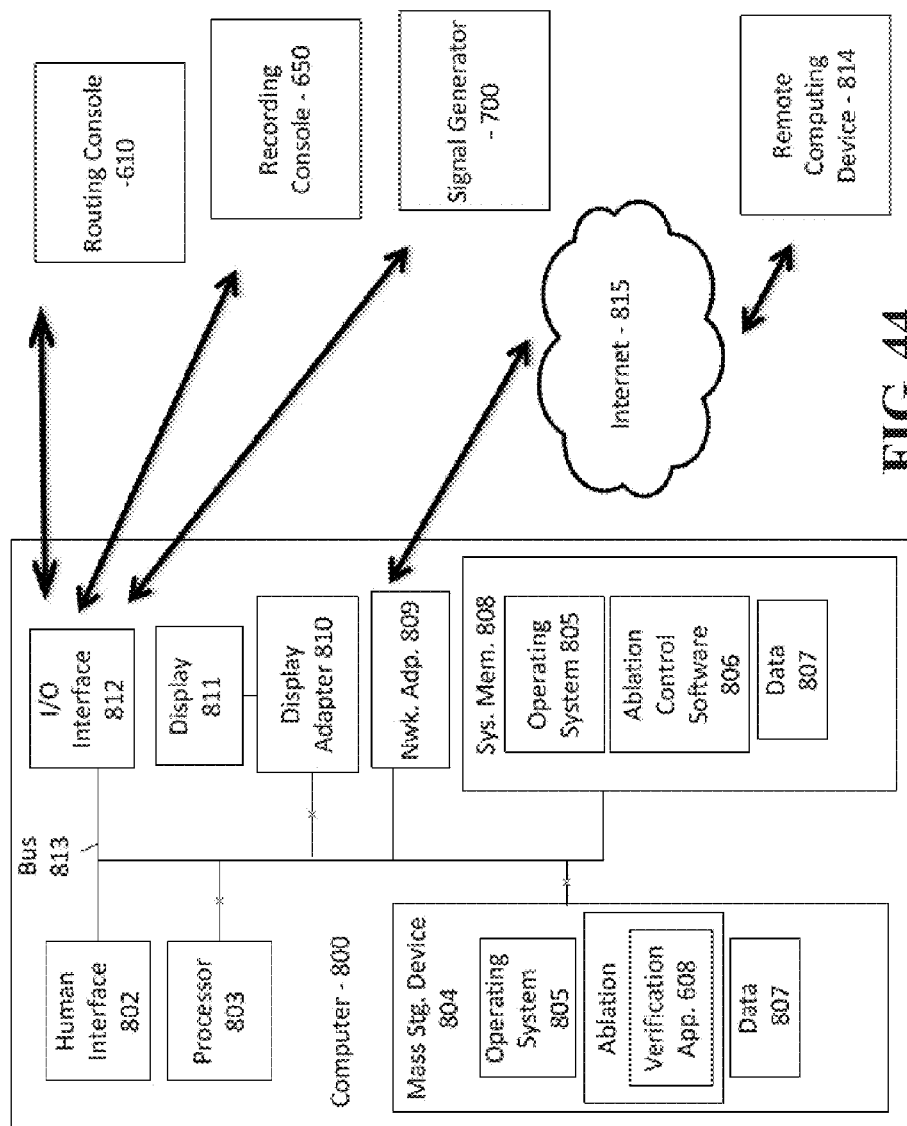 Human
Interface
802
Processor
803
Computer - 800
Mass Stg. Device
804
Operating
System
805
Ablation
Verification
App. 608
Data
807
Bus
813
I/O
Interface
812
Display
811
Display
Adapter 810
Nwk. Adp. 809
Sys. Mem. 808
Operating
System 805
Ablation
Control
Software
806
Data
807
Routing Console
-610
Recording
Console - 650
Signal Generator
- 700
Internet - 815
Remote
Computing
Device - 814
FIG. 44